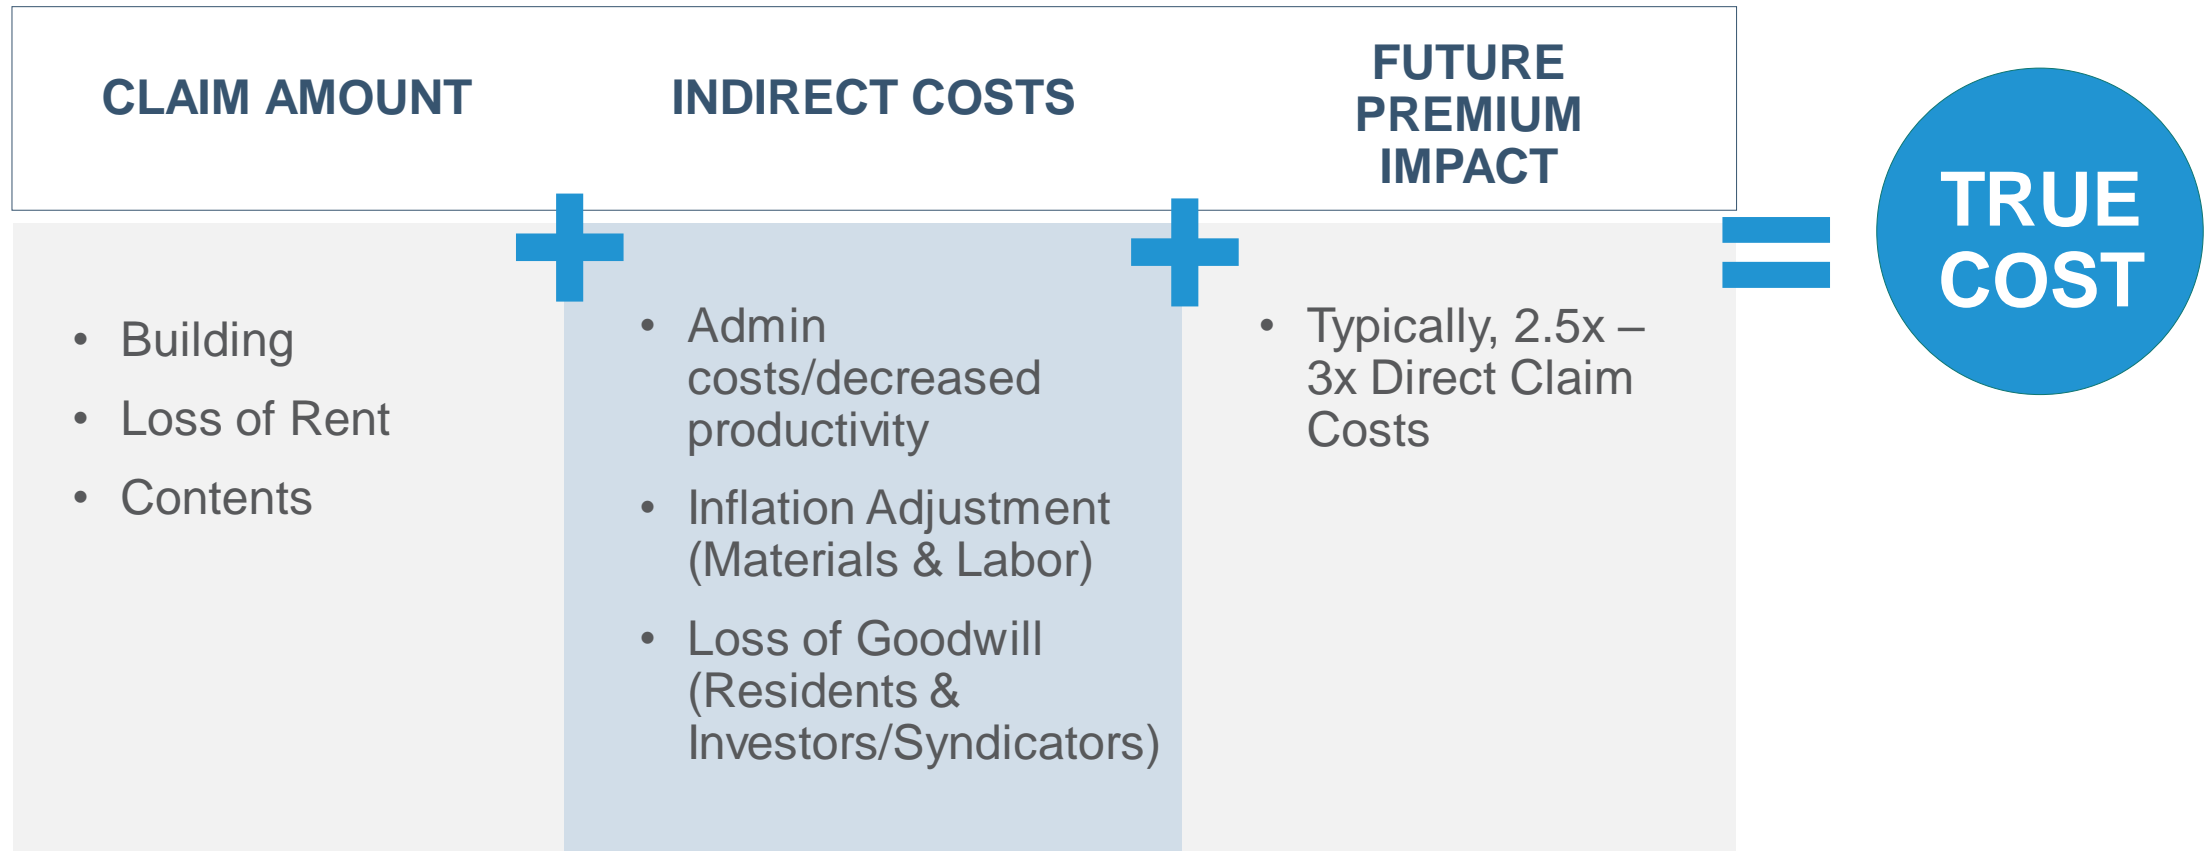 CLAIM AMOUNT
INDIRECT COSTS
FUTURE
PREMIUM
IMPACT
• Building
• Loss of Rent
• Contents
• Admin
costs/decreased
productivity
• Inflation Adjustment
(Materials & Labor)
• Loss of Goodwill
(Residents &
Investors/Syndicators)
• Typically, 2.5x –
3x Direct Claim
Costs
TRUE
COST